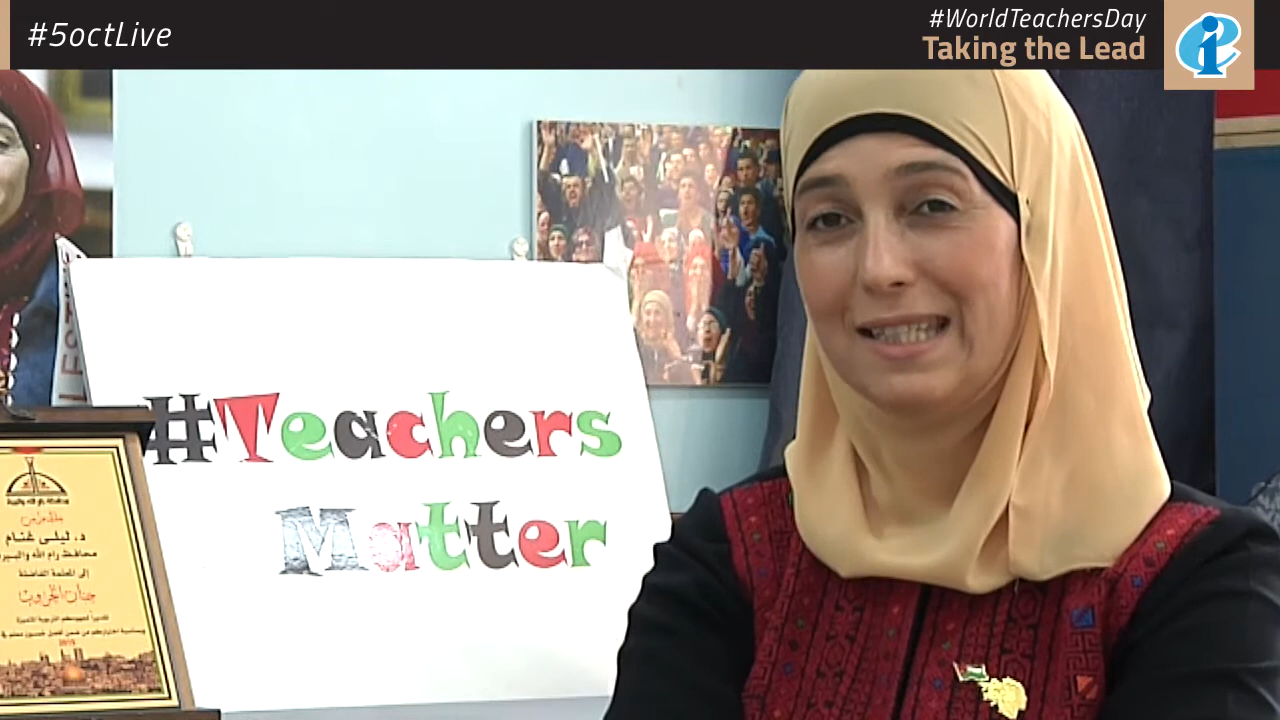 #5octLive
#WorldTeachersDay
Taking the Lead
#Teachers
Matter
د. ليلى غنام
محافظ رام الله والبيرة
إلى المعلمة الفاضلة
حنان الحروب